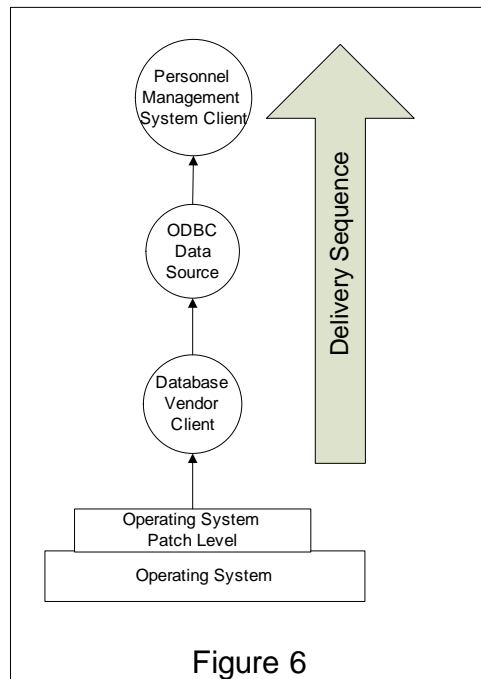 Personnel
Management
System Client
ODBC
Data
Source
Database
Vendor
Client
Operating System
Patch Level
Operating System
Delivery Sequence
Figure 6